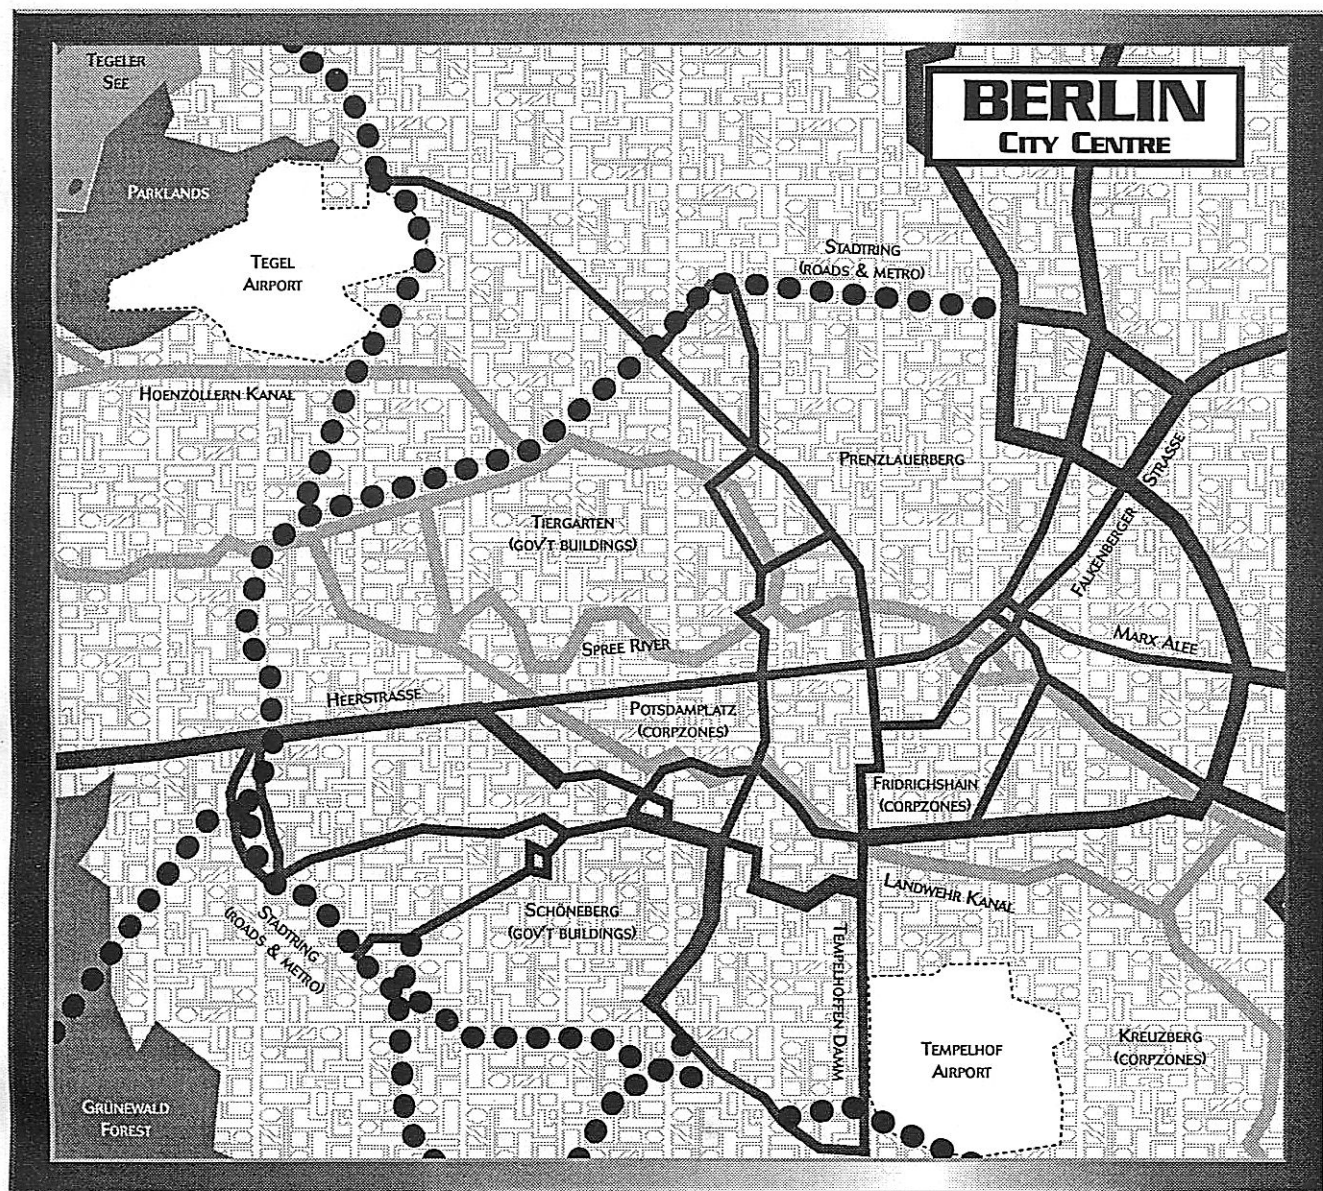 BERLIN
CITY CENTRE
TEGELER
SEE
PARKLANDS
TEGEL
AIRPORT
STADTRING
(ROADS & METRO)
HOENZOLLERN KANAL
PRENZLAUERBERG
FALKENBERGER STRASSE
TIERGARTEN
(GOV'T BUILDINGS)
MARX ALEE
SPREE RIVER
HEERSTRASSE
POTSDAMPLATZ
(CORPZONES)
FRIDRICHSHAIN
(CORPZONES)
LANDWEHR KANAL
STADTRING
(ROADS & METRO)
SCHÖNEBERG
(GOV'T BUILDINGS)
TEMPELHOFFEN DAMM
TEMPELHOF
AIRPORT
KREUZBERG
(CORPZONES)
GRÜNEWALD
FOREST